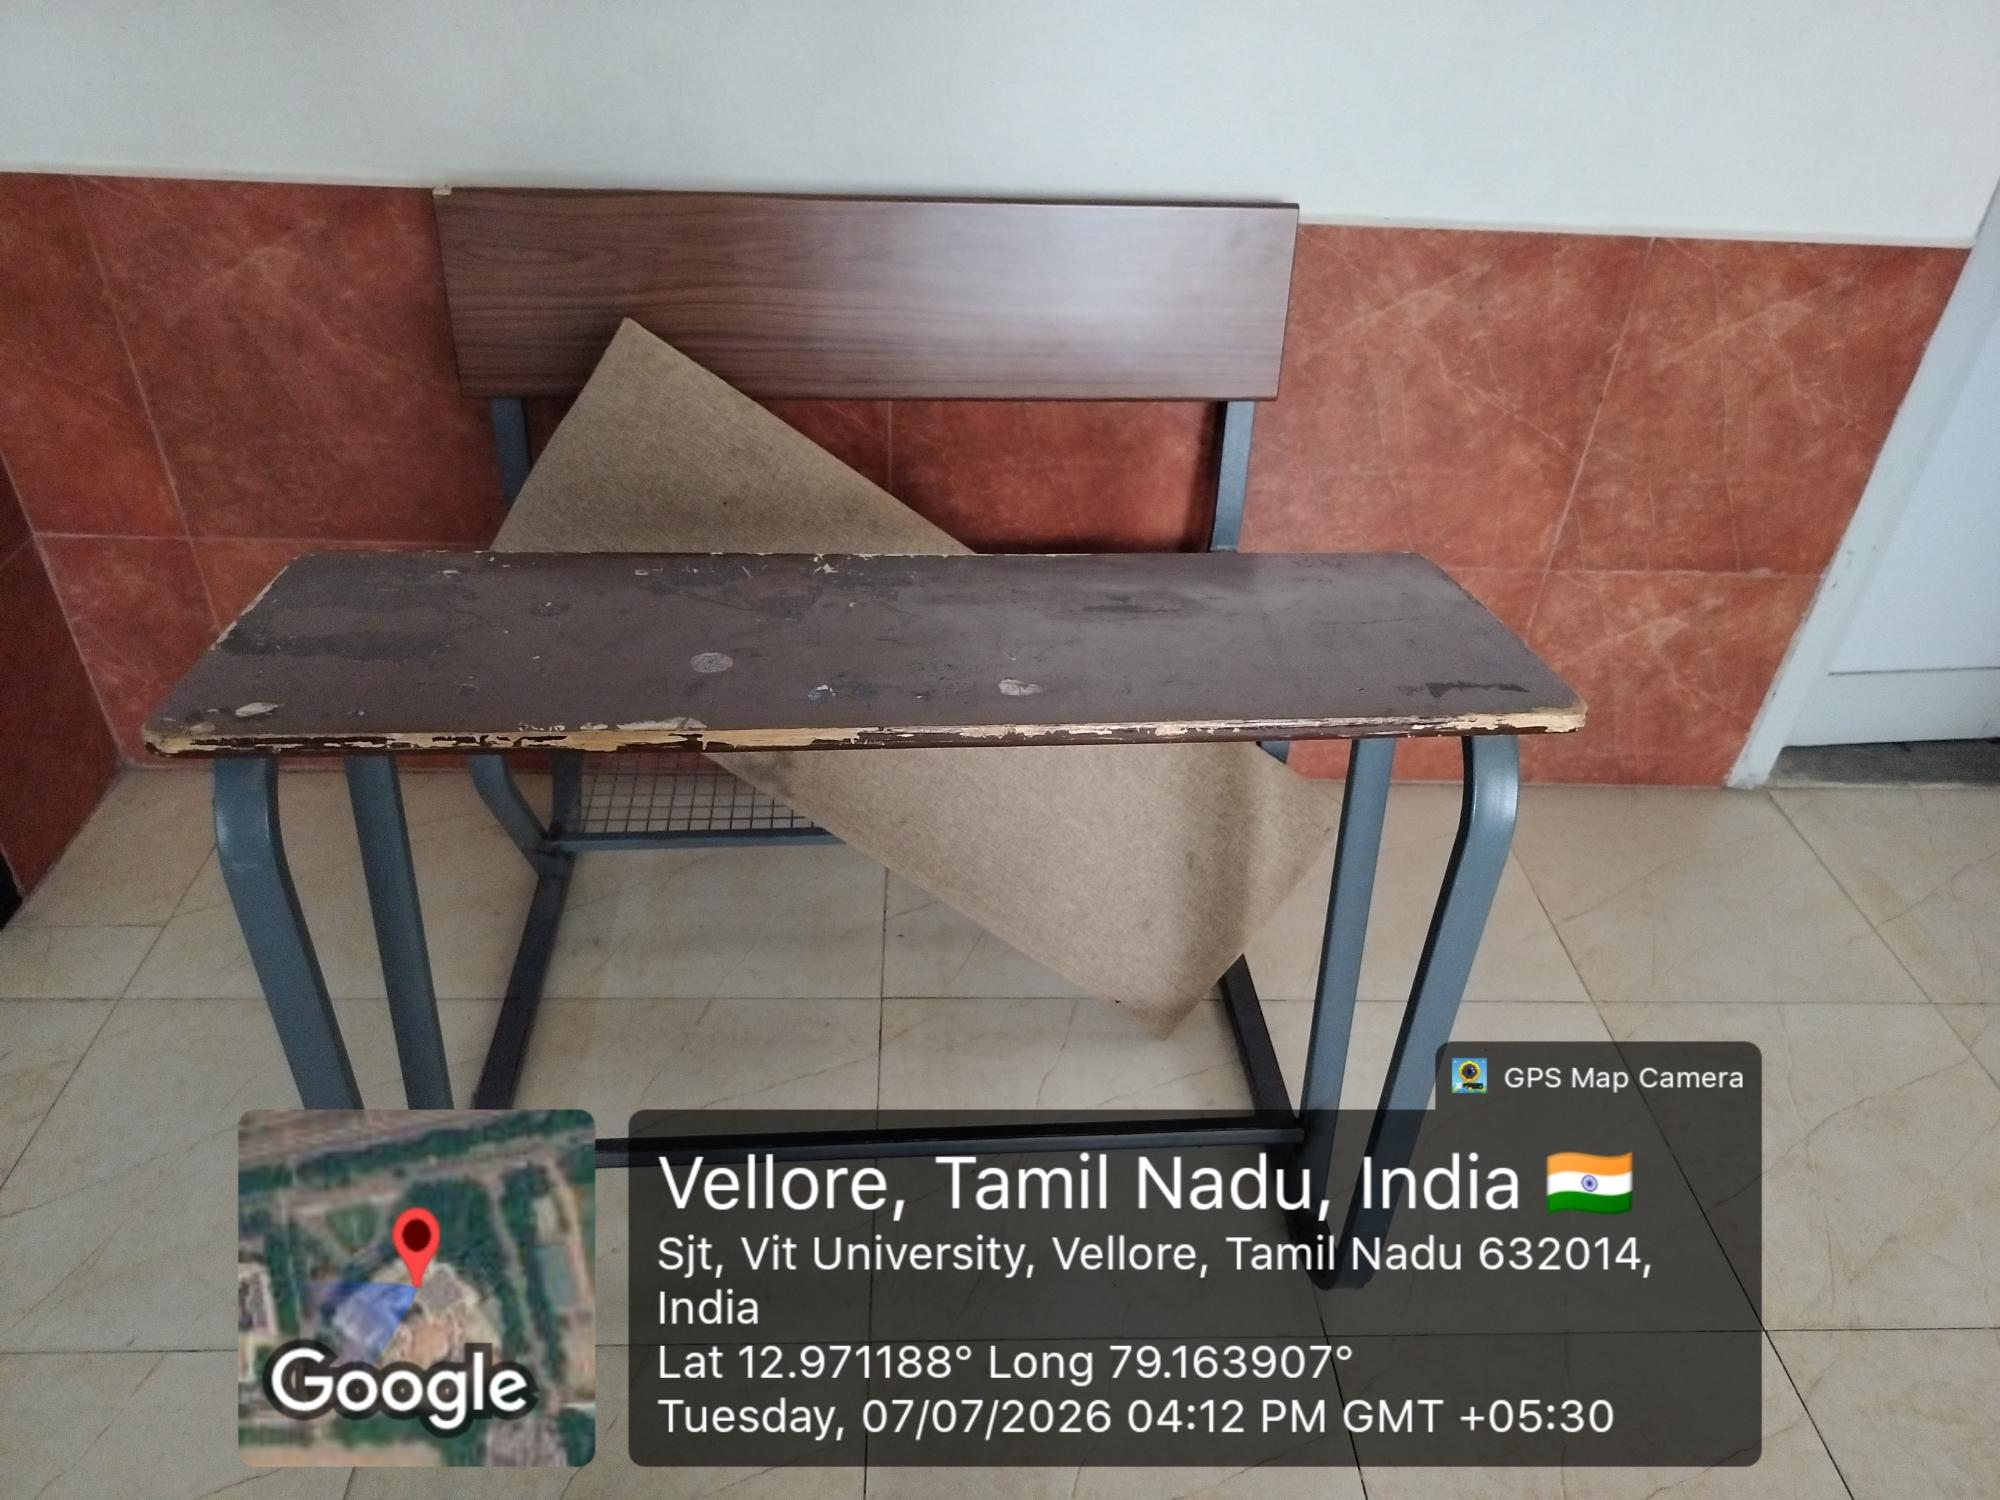 GPS Map Camera
Vellore, Tamil Nadu, India
Sjt, Vit University, Vellore, Tamil Nadu 632014,
India
Lat 12.971188° Long 79.163907°
Tuesday, 07/07/2026 04:12 PM GMT +05:30
Google